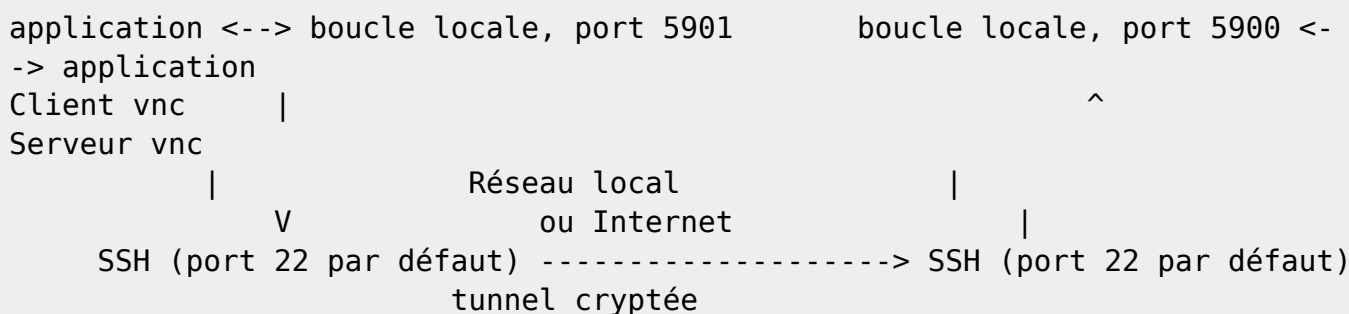 application <--> boucle locale, port 5901        boucle locale, port 5900 <-
-> application
Client vnc     |                                              ^
Serveur vnc
           |              Réseau local               |
               V              ou Internet                |
     SSH (port 22 par défaut) --------------------> SSH (port 22 par défaut)
                         tunnel cryptée